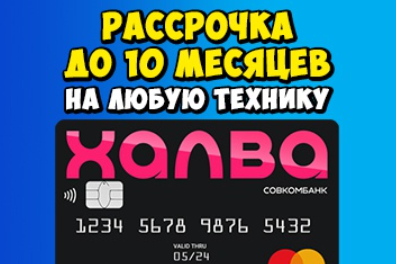 РАССРОЧКА
ДО 10 МЕСЯЦЕВ
НА ЛЮБУЮ ТЕХНИКУ
ХАЛВА
СОВКОМБАНК
1234 5678 9876 5432
VALID THRU
05/24